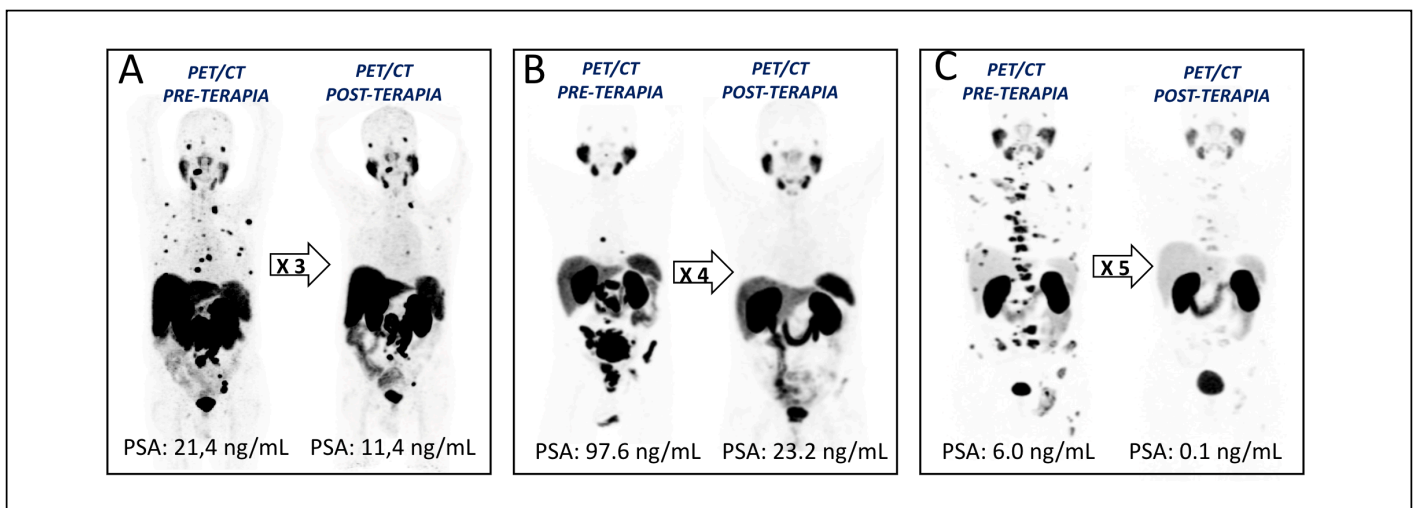 A
PET/CT
PRE-TERAPIA
PET/CT
POST-TERAPIA
X 3
PSA: 21,4 ng/mL
PSA: 11,4 ng/mL
B
PET/CT
PRE-TERAPIA
PET/CT
POST-TERAPIA
X 4
PSA: 97.6 ng/mL
PSA: 23.2 ng/mL
C
PET/CT
PRE-TERAPIA
PET/CT
POST-TERAPIA
X 5
PSA: 6.0 ng/mL
PSA: 0.1 ng/mL